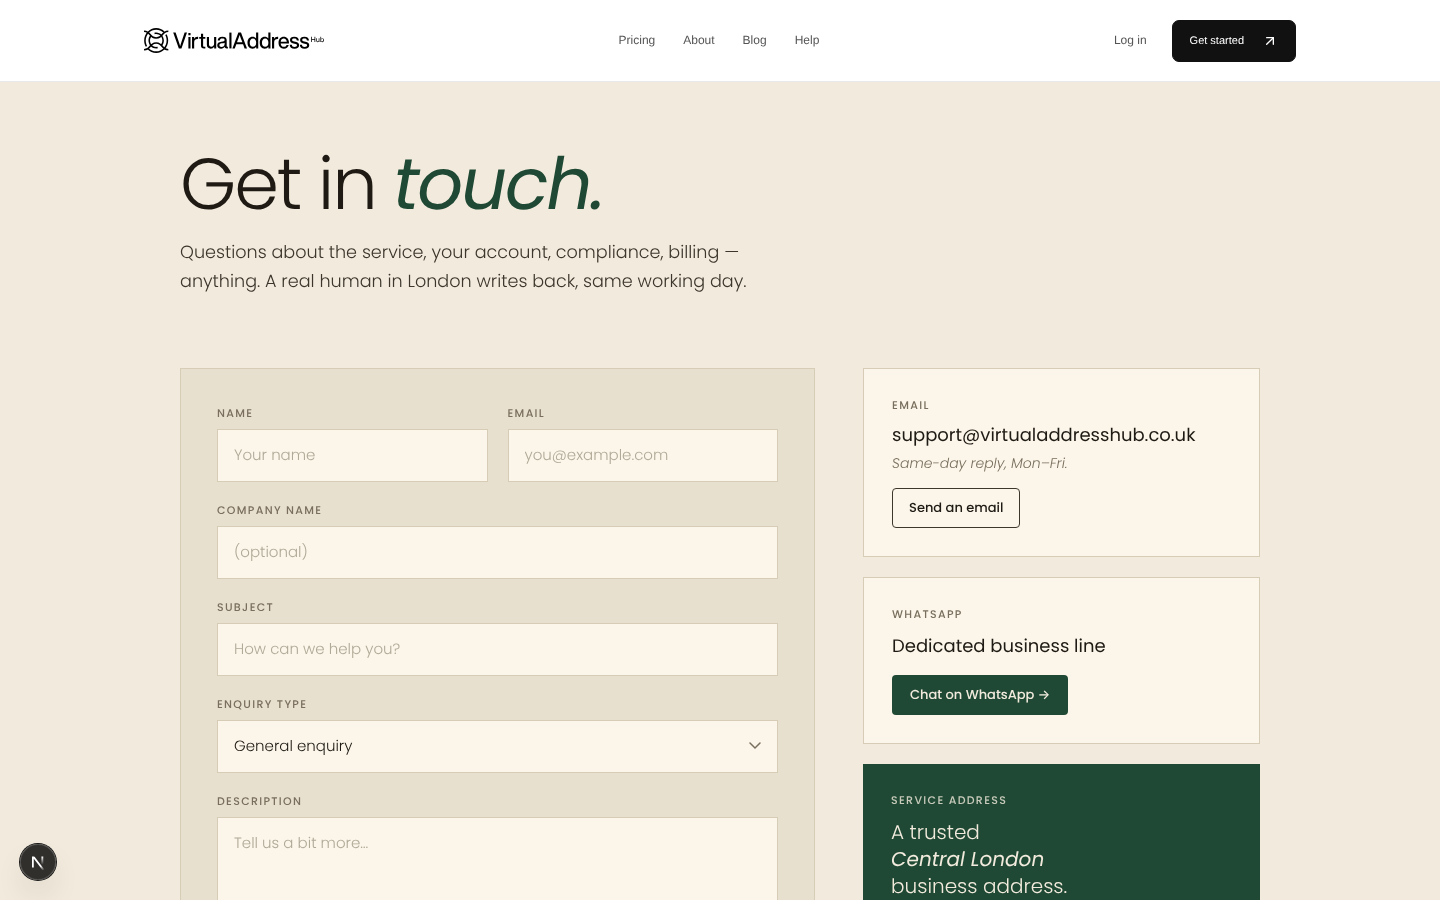 VirtualAddress Hub
Pricing
About
Blog
Help
Log in
Get started
Get in touch.
Questions about the service, your account, compliance, billing —
anything. A real human in London writes back, same working day.
NAME
Your name
EMAIL
you@example.com
COMPANY NAME
(optional)
SUBJECT
How can we help you?
ENQUIRY TYPE
General enquiry
DESCRIPTION
Tell us a bit more...
EMAIL
support@virtualaddresshub.co.uk
Same-day reply, Mon–Fri.
Send an email
WHATSAPP
Dedicated business line
Chat on WhatsApp →
SERVICE ADDRESS
A trusted
Central London
business address.
N